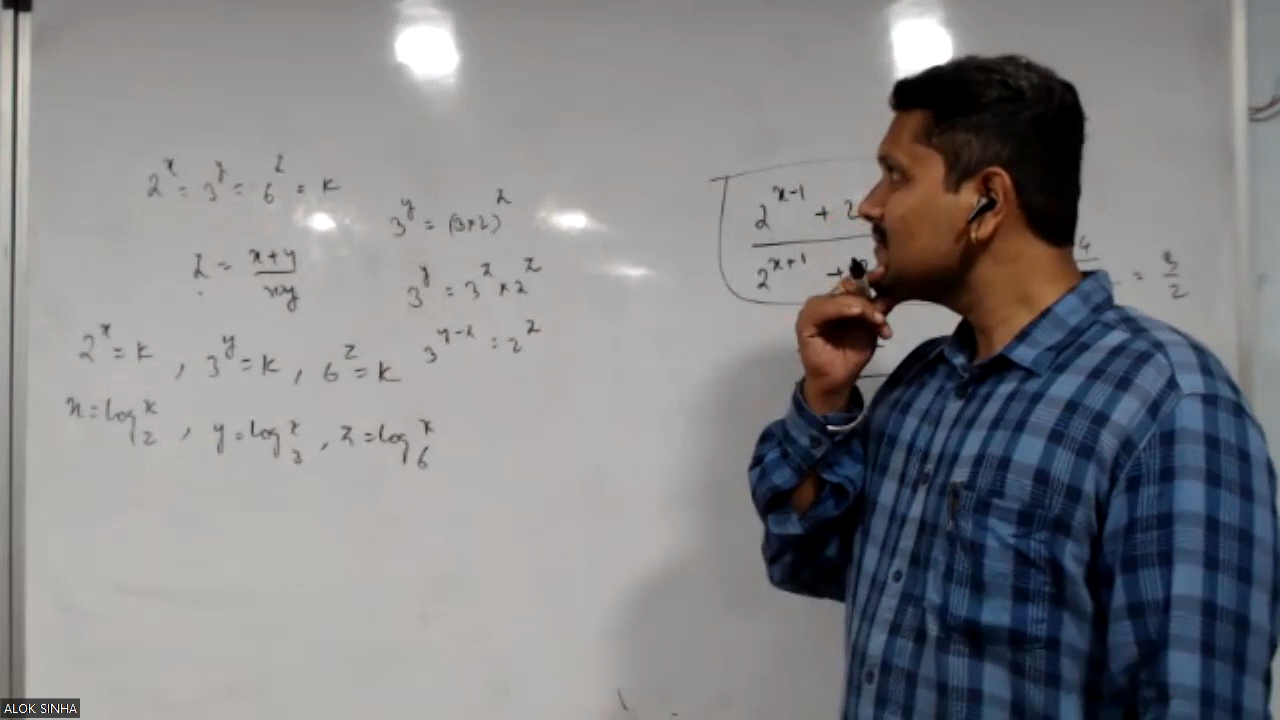 2^x = 3^y = 6^z = k
z = (x+y)/(xy)
2^x = k , 3^y = k , 6^z = k
x = log_2 k , y = log_3 k , z = log_6 k
3^y = (3×2)^z
3^y = 3^z × 2^z
3^(y-z) = 2^z
2^(x-1) + 2
2^(x+1) +
= 3/2
ALOK SINHA